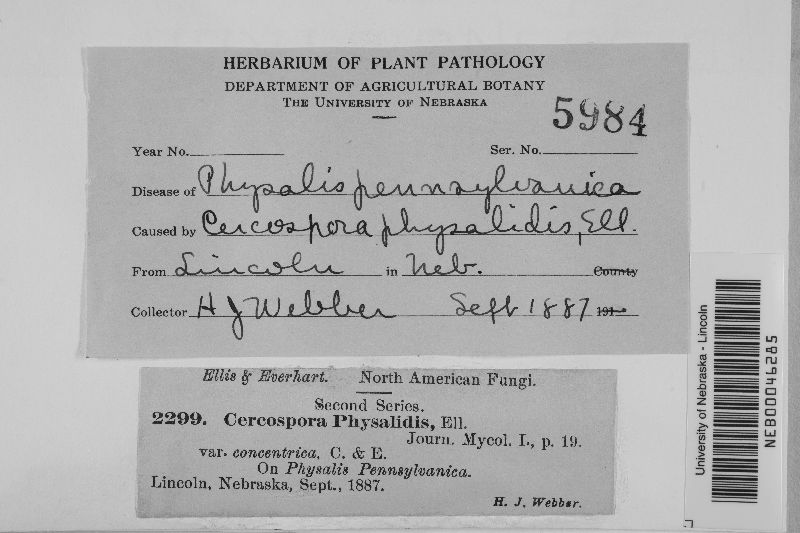 HERBARIUM OF PLANT PATHOLOGY
DEPARTMENT OF AGRICULTURAL BOTANY
THE UNIVERSITY OF NEBRASKA
5984
Year No. Ser. No.
Disease of Physalis pennsylvanica
Caused by Cercospora physalidis, Ell.
From Lincoln in Neb. County
Collector H J Webber Sept 1887 191
Ellis & Everhart. North American Fungi.
Second Series.
2299. Cercospora Physalidis, Ell.
Journ. Mycol. I., p. 19.
var. concentrica, C. & E.
On Physalis Pennsylvanica.
Lincoln, Nebraska, Sept., 1887.
H. J. Webber.
University of Nebraska - Lincoln
NEB00046285